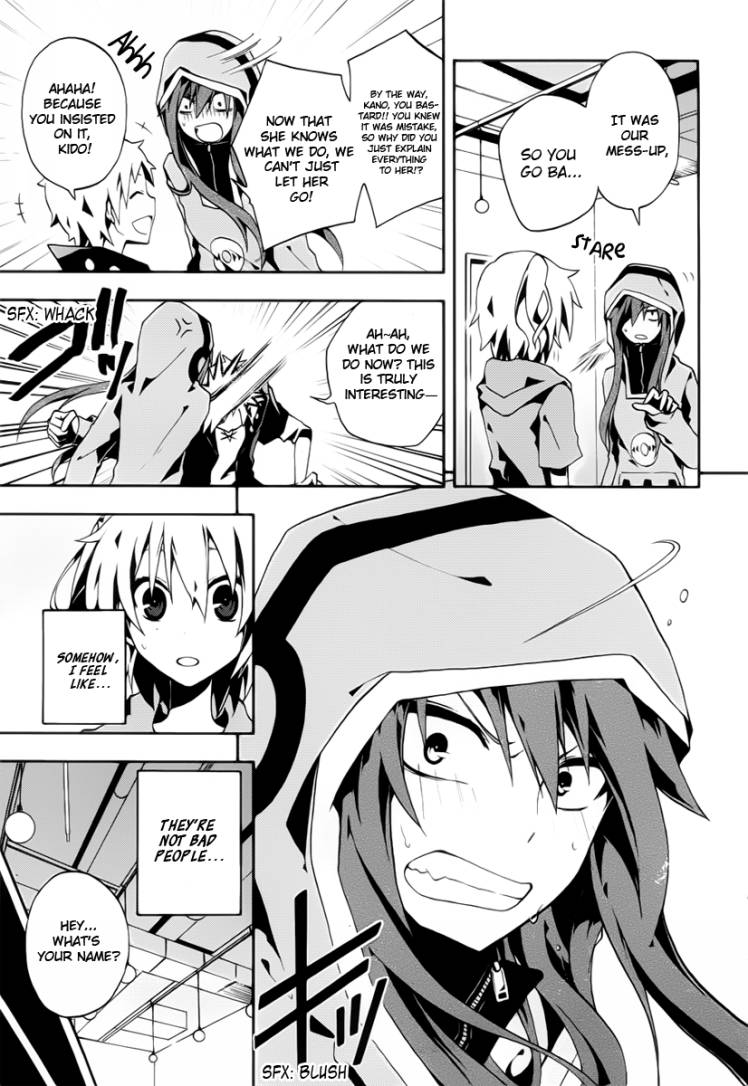 IT WAS
OUR
MESS-UP,
SO YOU
GO BA...
STARE
BY THE WAY,
KANO, YOU BAS-
TARD!! YOU KNEW
IT WAS MISTAKE,
SO WHY DID YOU
JUST EXPLAIN
EVERYTHING
TO HER!?
NOW THAT
SHE KNOWS
WHAT WE DO, WE
CAN'T JUST
LET HER
GO!
Ahhh
AHAHA!
BECAUSE
YOU INSISTED
ON IT,
KIDO!
AH~AH,
WHAT DO WE
DO NOW? THIS
IS TRULY
INTERESTING—
SFX: WHACK
ゴッ
キッ
SFX: BLUSH
SOMEHOW,
I FEEL
LIKE...
THEY'RE
NOT BAD
PEOPLE...
HEY...
WHAT'S
YOUR NAME?